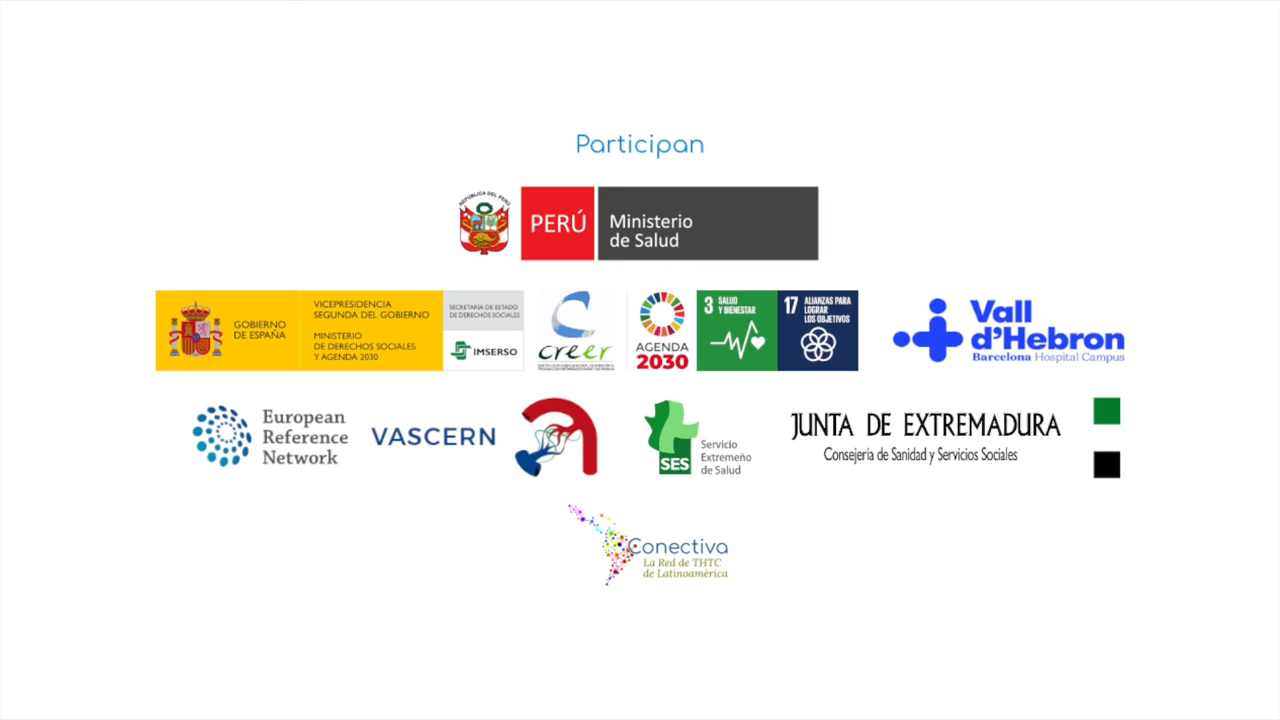 Participan
REPÚBLICA DEL PERÚ
PERÚ
Ministerio
de Salud
GOBIERNO
DE ESPAÑA
VICEPRESIDENCIA
SEGUNDA DEL GOBIERNO
MINISTERIO
DE DERECHOS SOCIALES
Y AGENDA 2030
SECRETARÍA DE ESTADO
DE DERECHOS SOCIALES
IMSERSO
creer
AGENDA
2030
3 SALUD
Y BIENESTAR
17 ALIANZAS PARA
LOGRAR
LOS OBJETIVOS
Vall
d'Hebron
Barcelona Hospital Campus
European
Reference
Network
VASCERN
SES
Servicio
Extremeño
de Salud
JUNTA DE EXTREMADURA
Consejería de Sanidad y Servicios Sociales
Conectiva
La Red de THTC
de Latinoamérica